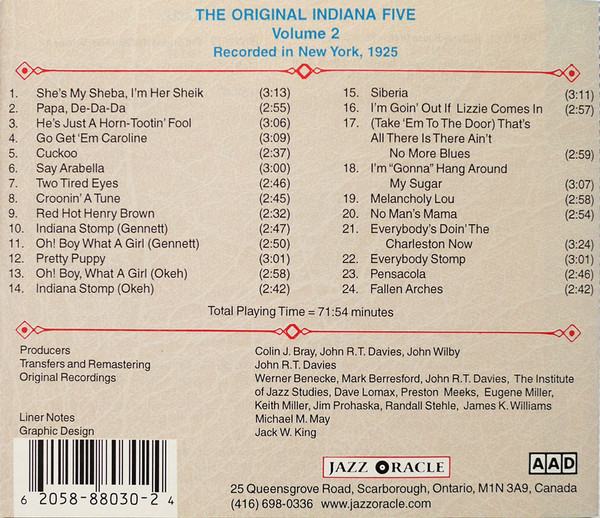 THE ORIGINAL INDIANA FIVE
Volume 2
Recorded in New York, 1925
1. She's My Sheba, I'm Her Sheik (3:13)
2. Papa, De-Da-Da (2:55)
3. He's Just A Horn-Tootin' Fool (3:06)
4. Go Get 'Em Caroline (3:09)
5. Cuckoo (2:37)
6. Say Arabella (3:00)
7. Two Tired Eyes (2:46)
8. Croonin' A Tune (2:45)
9. Red Hot Henry Brown (2:32)
10. Indiana Stomp (Gennett) (2:47)
11. Oh! Boy What A Girl (Gennett) (2:50)
12. Pretty Puppy (3:01)
13. Oh! Boy, What A Girl (Okeh) (2:58)
14. Indiana Stomp (Okeh) (2:42)
15. Siberia (3:11)
16. I'm Goin' Out If Lizzie Comes In (2:57)
17. (Take 'Em To The Door) That's
All There Is There Ain't
No More Blues (2:59)
18. I'm "Gonna" Hang Around
My Sugar (3:07)
19. Melancholy Lou (2:58)
20. No Man's Mama (2:54)
21. Everybody's Doin' The
Charleston Now (3:24)
22. Everybody Stomp (3:01)
23. Pensacola (2:46)
24. Fallen Arches (2:42)
Total Playing Time = 71:54 minutes
Producers Colin J. Bray, John R.T. Davies, John Wilby
Transfers and Remastering John R.T. Davies
Original Recordings Werner Benecke, Mark Berresford, John R.T. Davies, The Institute
of Jazz Studies, Dave Lomax, Preston Meeks, Eugene Miller,
Keith Miller, Jim Prohaska, Randall Stehle, James K. Williams
Liner Notes Michael M. May
Graphic Design Jack W. King
6 2058-88030-2 4
JAZZ ORACLE
AAD
25 Queensgrove Road, Scarborough, Ontario, M1N 3A9, Canada
(416) 698-0336 www.jazzoracle.com